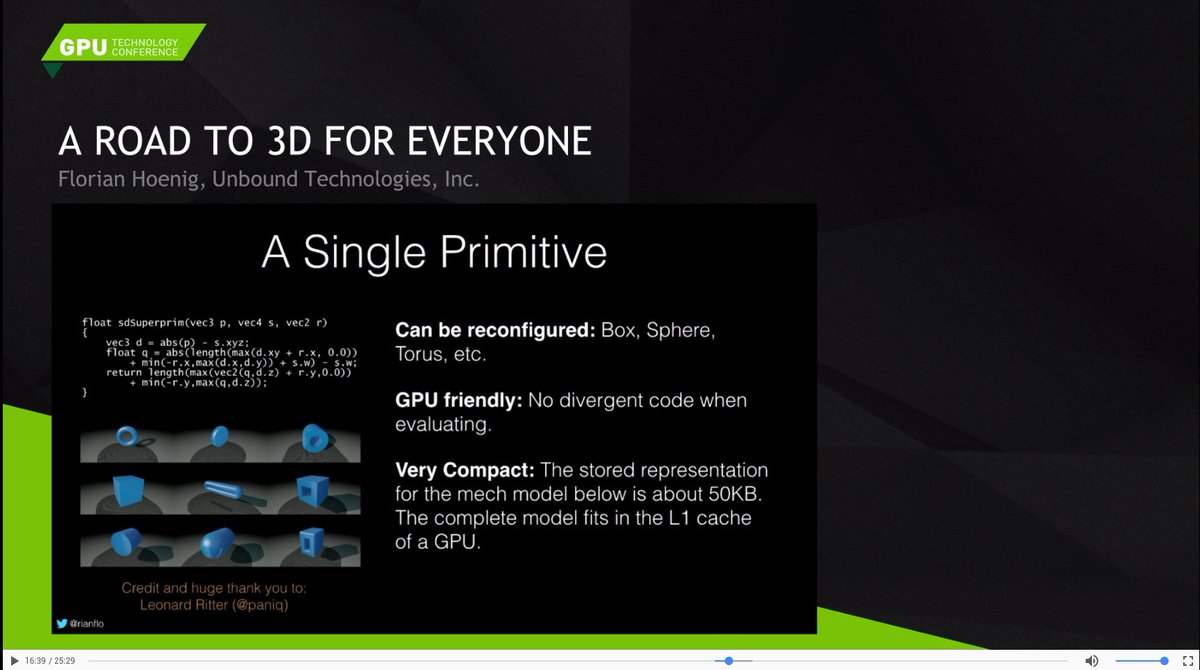 GPU TECHNOLOGY
CONFERENCE
A ROAD TO 3D FOR EVERYONE
Florian Hoenig, Unbound Technologies, Inc.
A Single Primitive
float sdSuperprim(vec3 p, vec4 s, vec2 r)
{
vec3 d = abs(p) - s.xyz;
float q = abs(length(max(d.xy + r.x, 0.0))
+ min(-r.x,max(d.x,d.y)) + s.w) - s.w;
return length(max(vec2(q,d.z) + r.y,0.0))
+ min(-r.y,max(q,d.z));
}
Credit and huge thank you to:
Leonard Ritter (@paniq)
Can be reconfigured: Box, Sphere,
Torus, etc.
GPU friendly: No divergent code when
evaluating.
Very Compact: The stored representation
for the mech model below is about 50KB.
The complete model fits in the L1 cache
of a GPU.
@rianflo
16:39 / 25:29